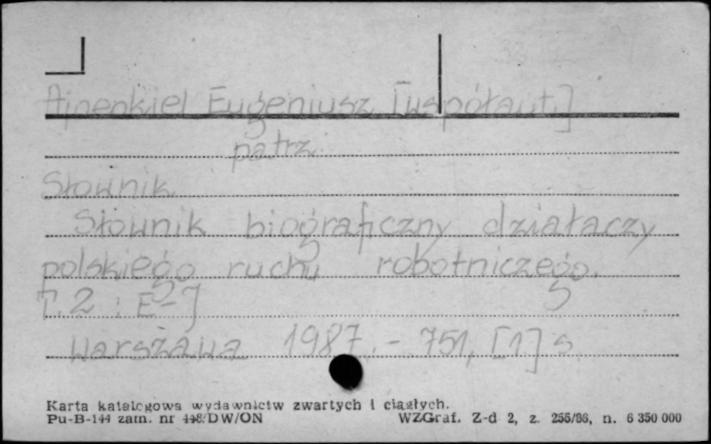 Ajnenkiel Eugeniusz [współaut.]
patrz
Słownik
Słownik biograficzny działaczy
polskiego ruchu robotniczego.
T. 2 : E-J
Warszawa 1987. - 751, [1] s.
Karta katalogowa wydawnictw zwartych i ciągłych.
Pu-B-144 zam. nr 448/DW/ON WZGraf. Z-d 2, z. 255/86, n. 6 350 000